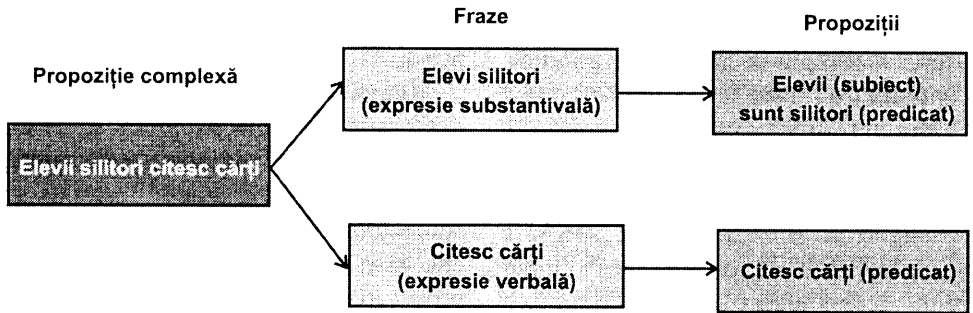 Fraze
Propoziții
Propoziție complexă
Elevi silitori
(expresie substantivală)
Elevii (subiect)
sunt silitori (predicat)
Elevii silitori citesc cărți
Citesc cărți
(expresie verbală)
Citesc cărți (predicat)